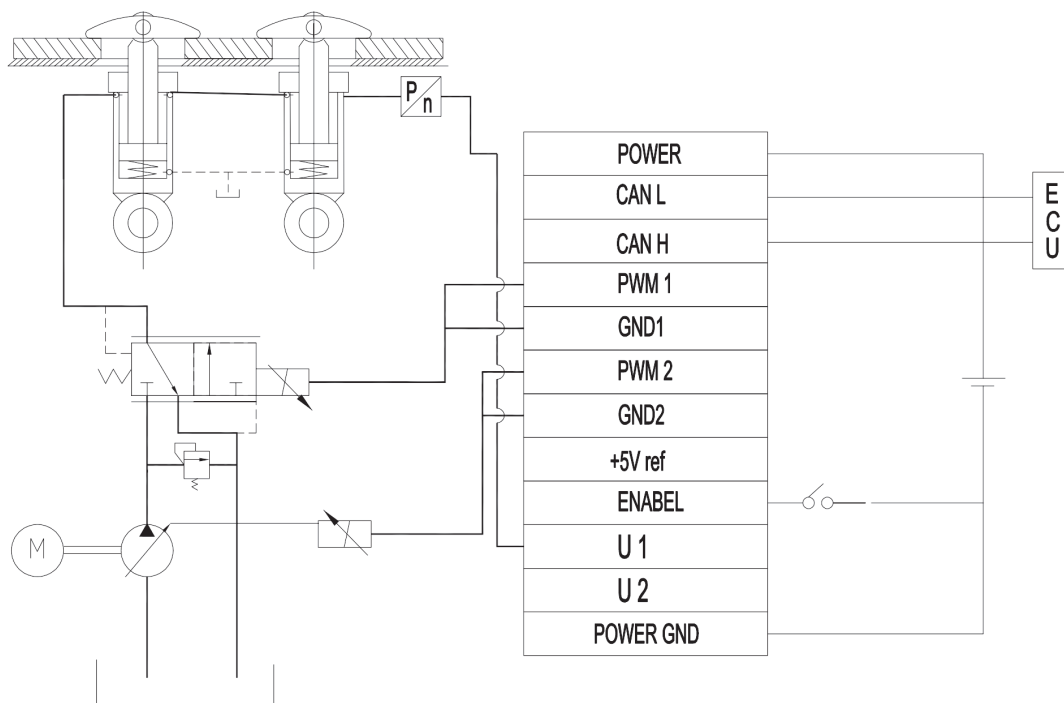 P
n
POWER
CAN L
CAN H
PWM 1
GND1
PWM 2
GND2
+5V ref
ENABEL
U 1
U 2
POWER GND
E
C
U
M